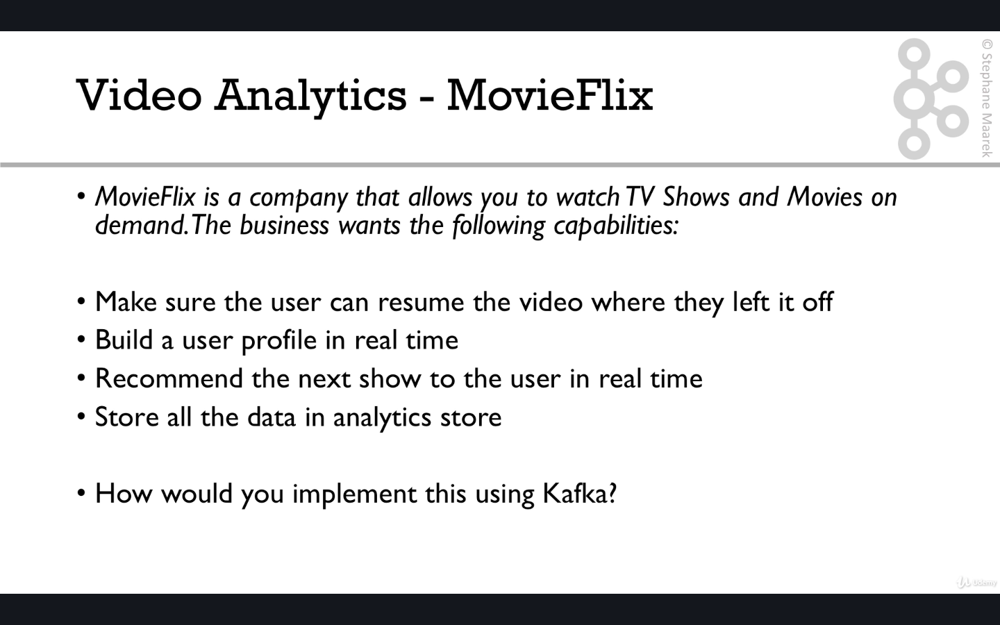 Video Analytics - MovieFlix
© Stephane Maarek
• MovieFlix is a company that allows you to watch TV Shows and Movies on
demand. The business wants the following capabilities:
• Make sure the user can resume the video where they left it off
• Build a user profile in real time
• Recommend the next show to the user in real time
• Store all the data in analytics store
• How would you implement this using Kafka?
Udemy